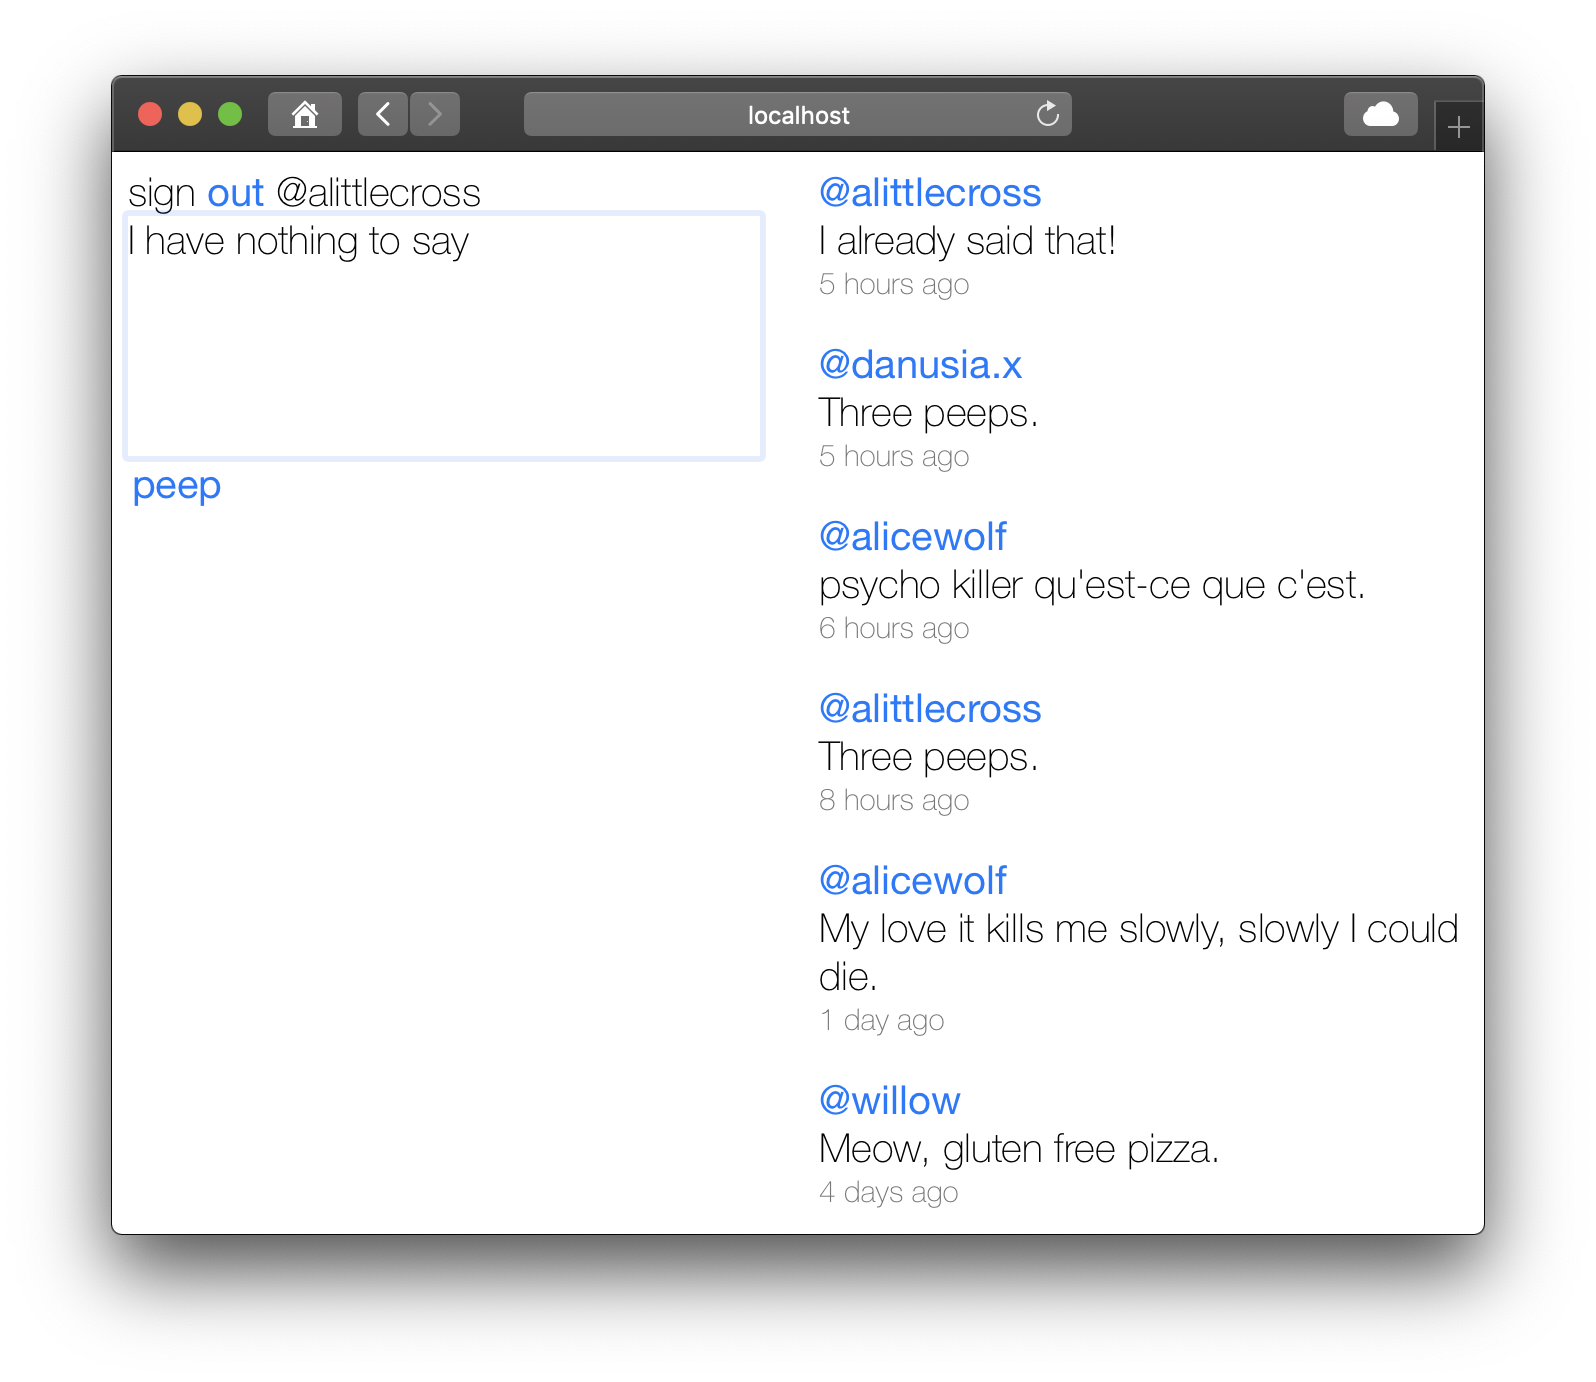 localhost
sign out @alittlecross
I have nothing to say
peep
@alittlecross
I already said that!
5 hours ago
@danusia.x
Three peeps.
5 hours ago
@alicewolf
psycho killer qu'est-ce que c'est.
6 hours ago
@alittlecross
Three peeps.
8 hours ago
@alicewolf
My love it kills me slowly, slowly I could
die.
1 day ago
@willow
Meow, gluten free pizza.
4 days ago